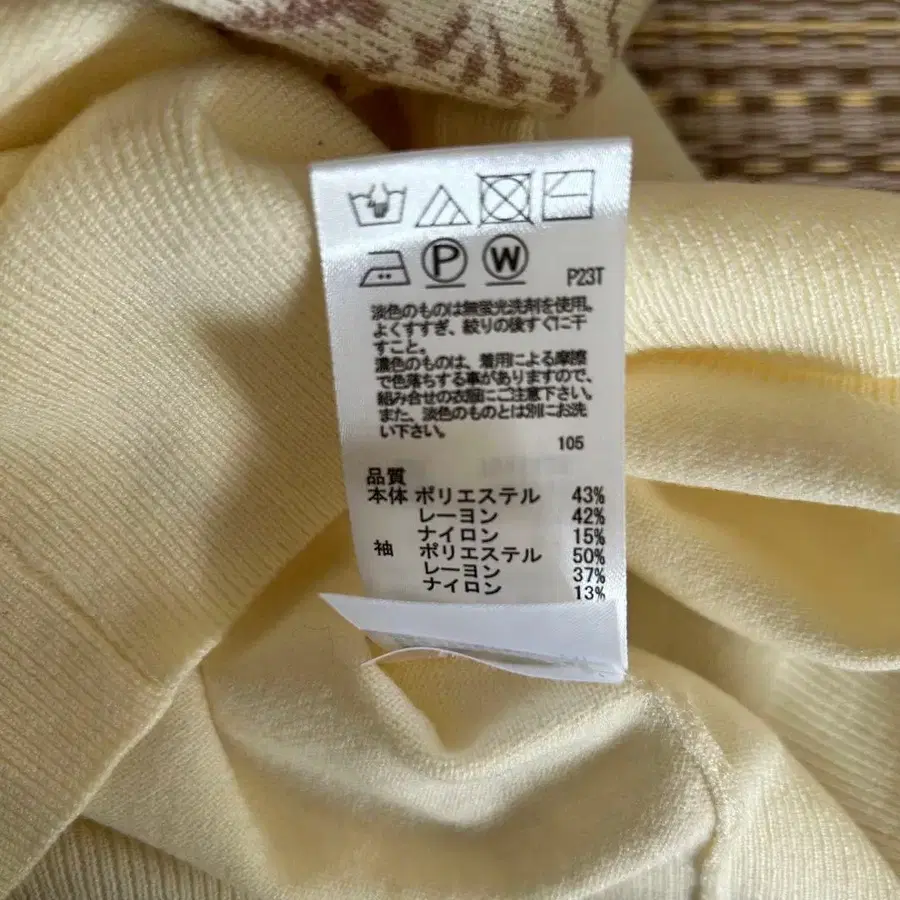 P W P23T
淡色のものは無蛍光洗剤を使用。
よくすすぎ、絞りの後すぐに干
すこと。
濃色のものは、着用による摩擦
で色落ちする事がありますので、
組み合せの衣服にご注意下さい。
また、淡色のものとは別にお洗
い下さい。
105
品質
本体 ポリエステル 43%
レーヨン 42%
ナイロン 15%
袖 ポリエステル 50%
レーヨン 37%
ナイロン 13%